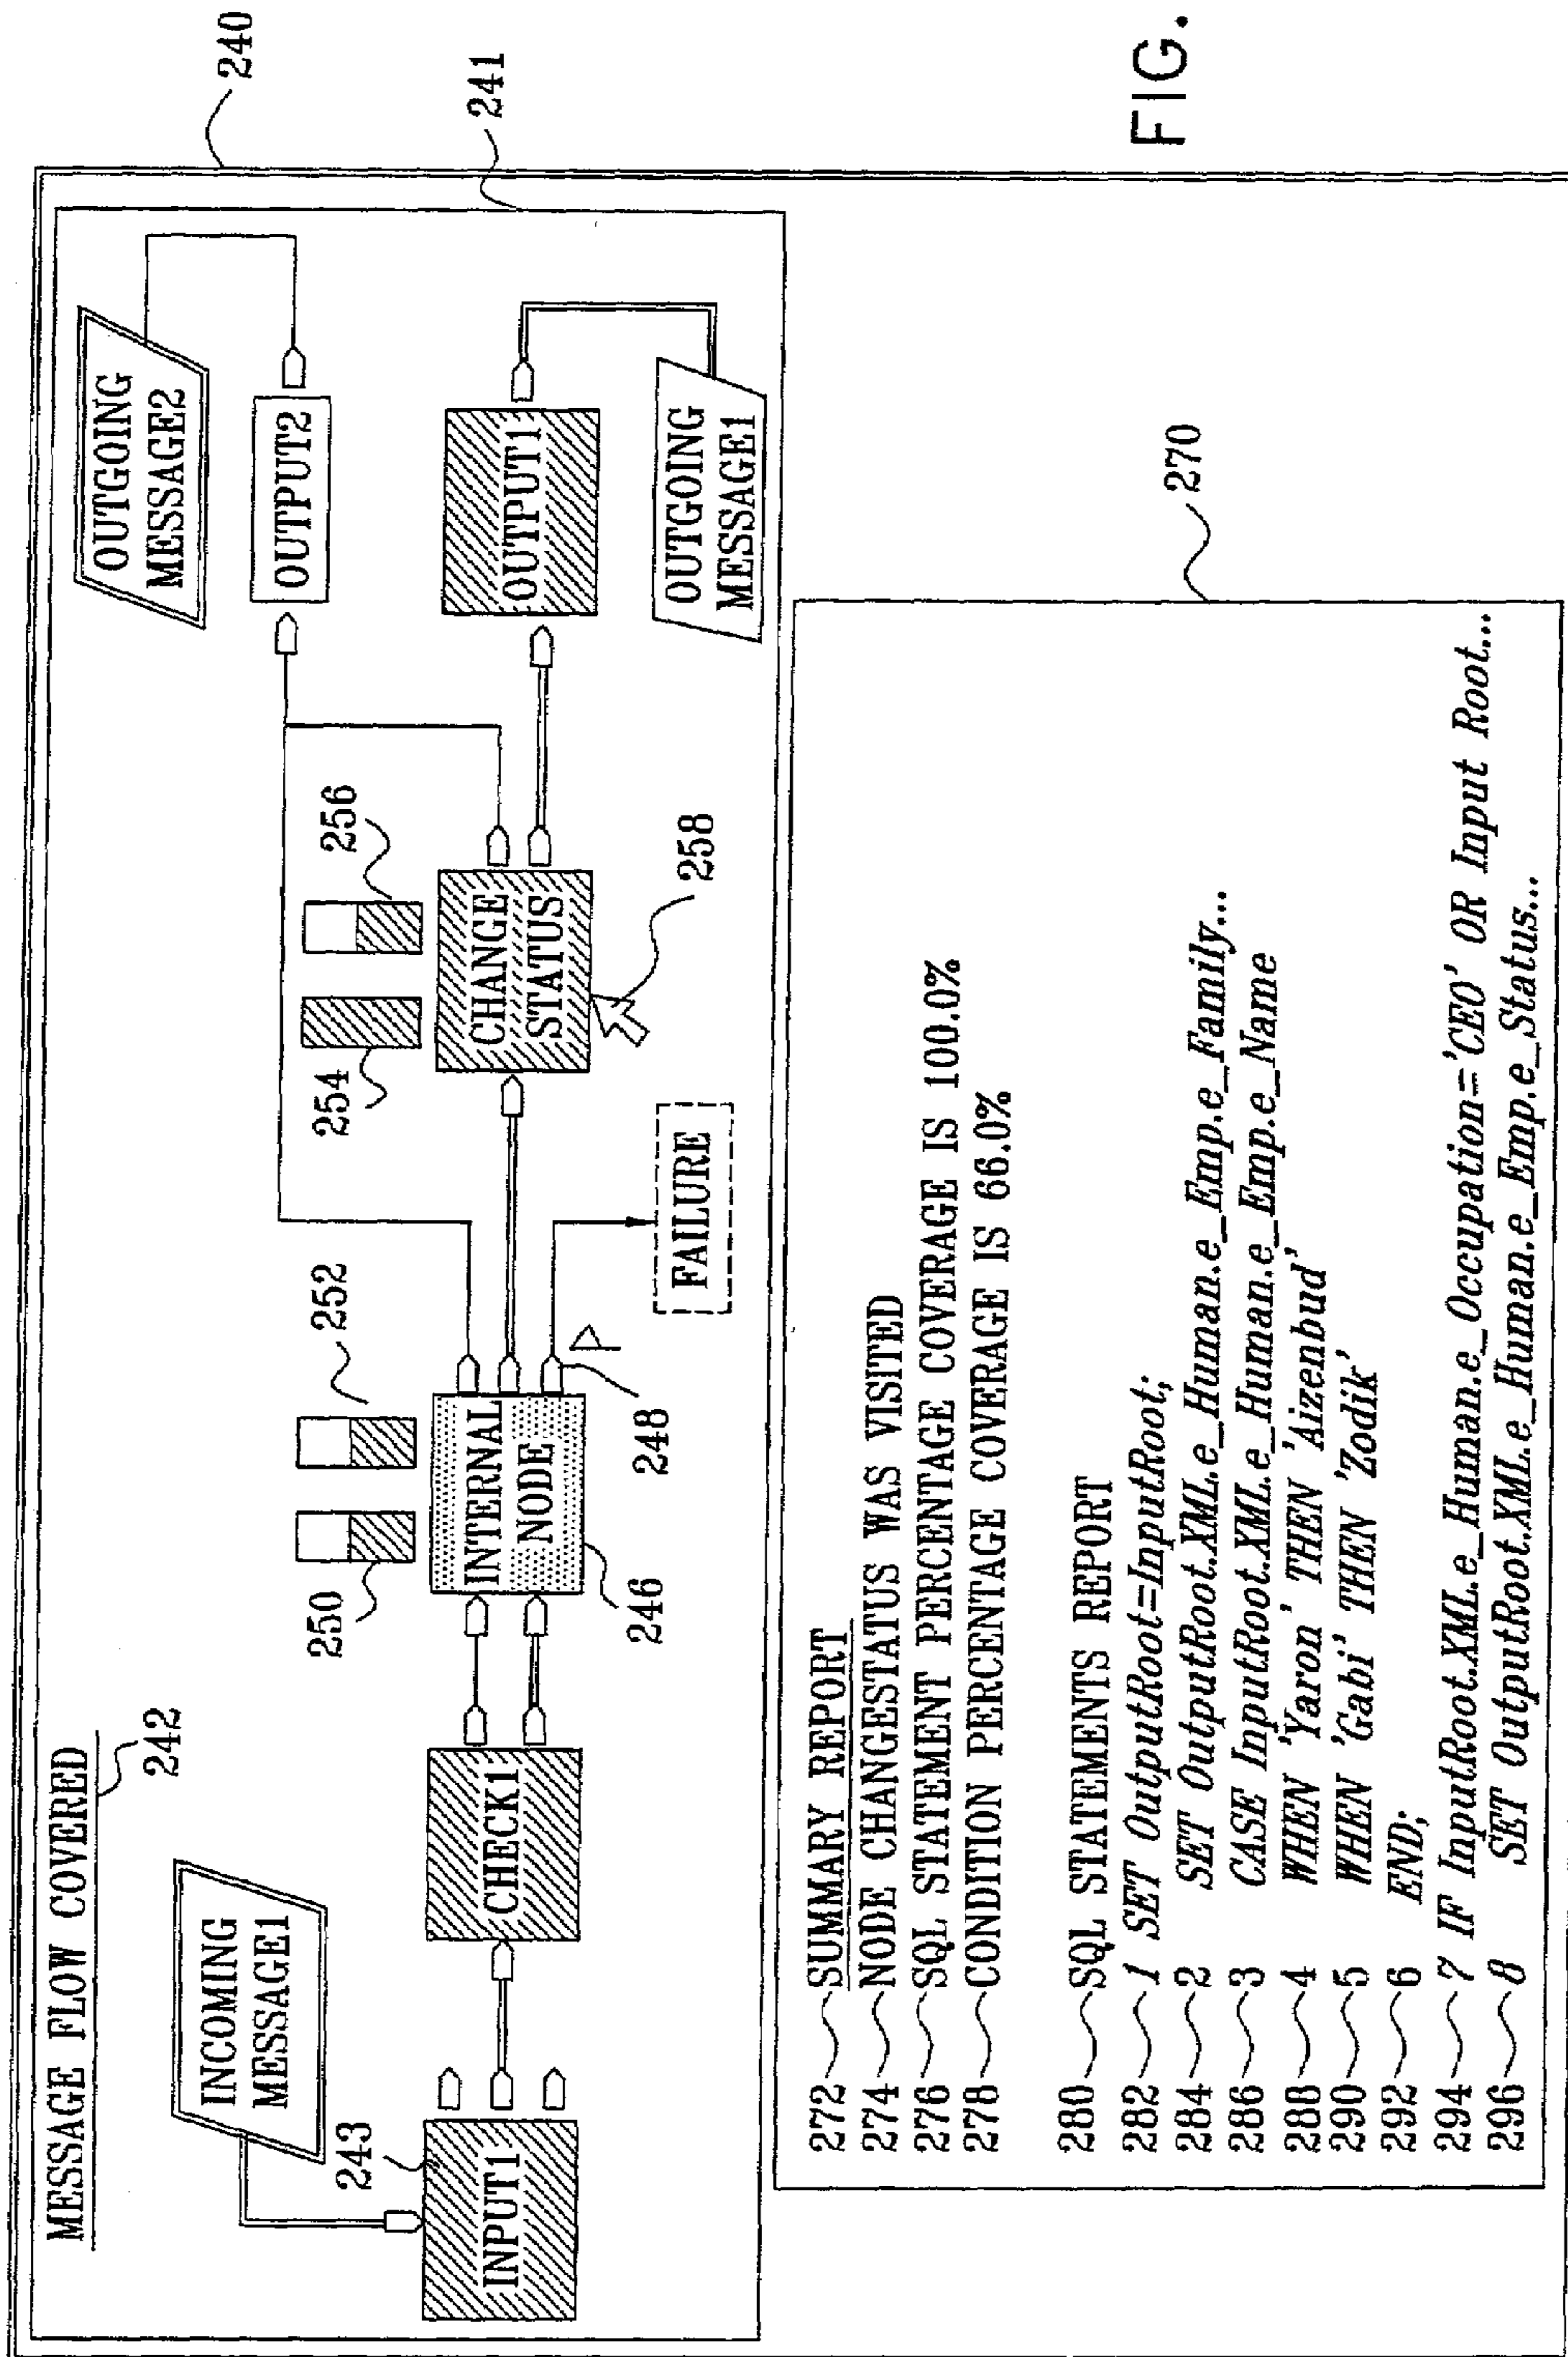 MESSAGE FLOW COVERED
242
240
241
INCOMING
MESSAGE1
243
INPUT1
CHECK1
250
252
INTERNAL
NODE
246
248
FAILURE
254
256
CHANGE
STATUS
258
OUTGOING
MESSAGE2
OUTPUT2
OUTPUT1
OUTGOING
MESSAGE1
270
272 SUMMARY REPORT
274 NODE CHANGESTATUS WAS VISITED
276 SQL STATEMENT PERCENTAGE COVERAGE IS 100.0%
278 CONDITION PERCENTAGE COVERAGE IS 66.0%
280 SQL STATEMENTS REPORT
282 1 SET OutputRoot=InputRoot;
284 2 SET OutputRoot.XML.e_Human.e_Emp.e_Family...
286 3 CASE InputRoot.XML.e_Human.e_Emp.e_Name
288 4 WHEN 'Yaron' THEN 'Aizenbud'
290 5 WHEN 'Gabi' THEN 'Zodik'
292 6 END;
294 7 IF InputRoot.XML.e_Human.e_Occupation='CEO' OR Input Root...
296 8 SET OutputRoot.XML.e_Human.e_Emp.e_Status...
FIG.